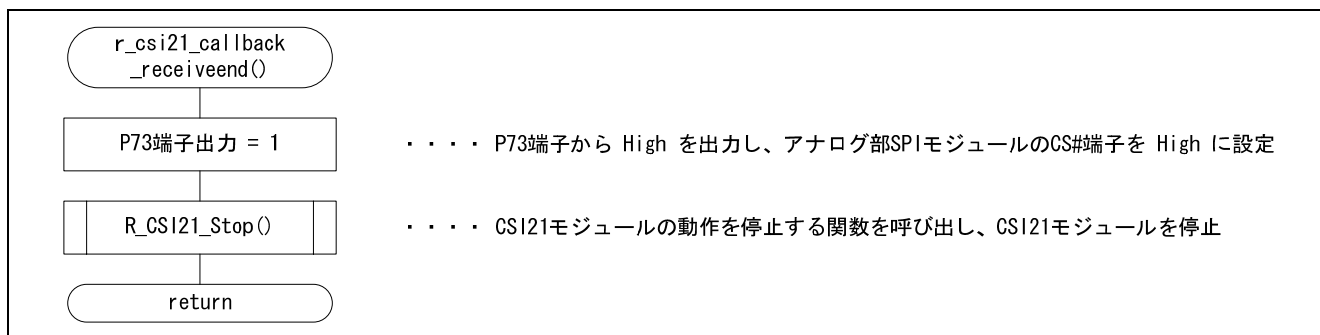 r_csi21_callback
_receiveend()
P73端子出力 = 1
・・・・ P73端子から High を出力し、アナログ部SPIモジュールのCS#端子を High に設定
R_CSI21_Stop()
・・・・ CSI21モジュールの動作を停止する関数を呼び出し、CSI21モジュールを停止
return